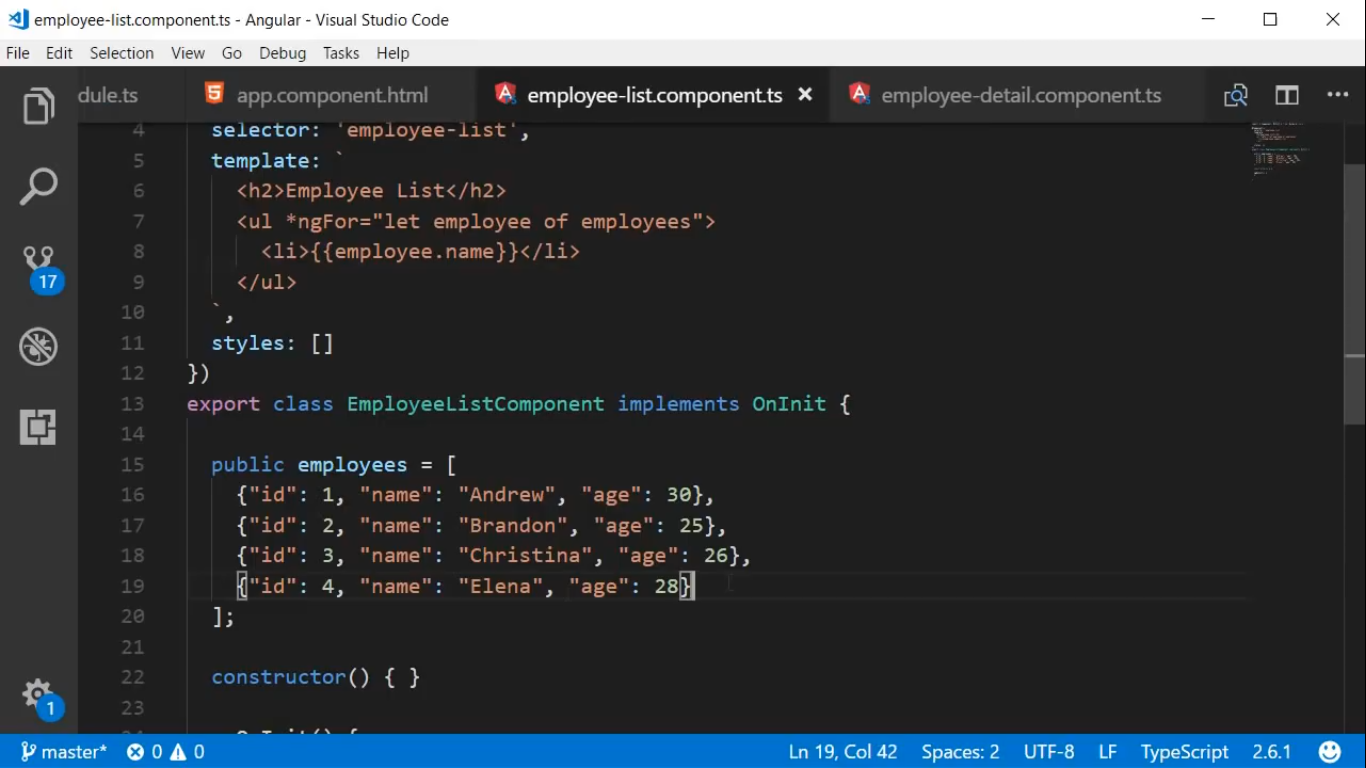 employee-list.component.ts - Angular - Visual Studio Code
File Edit Selection View Go Debug Tasks Help
dule.ts app.component.html employee-list.component.ts employee-detail.component.ts
4 selector: 'employee-list',
5 template: `
6 <h2>Employee List</h2>
7 <ul *ngFor="let employee of employees">
8 <li>{{employee.name}}</li>
9 </ul>
10 `,
11 styles: []
12 })
13 export class EmployeeListComponent implements OnInit {
14
15 public employees = [
16 {"id": 1, "name": "Andrew", "age": 30},
17 {"id": 2, "name": "Brandon", "age": 25},
18 {"id": 3, "name": "Christina", "age": 26},
19 {"id": 4, "name": "Elena", "age": 28}
20 ];
21
22 constructor() { }
23
17
1
master* 0 0 Ln 19, Col 42 Spaces: 2 UTF-8 LF TypeScript 2.6.1